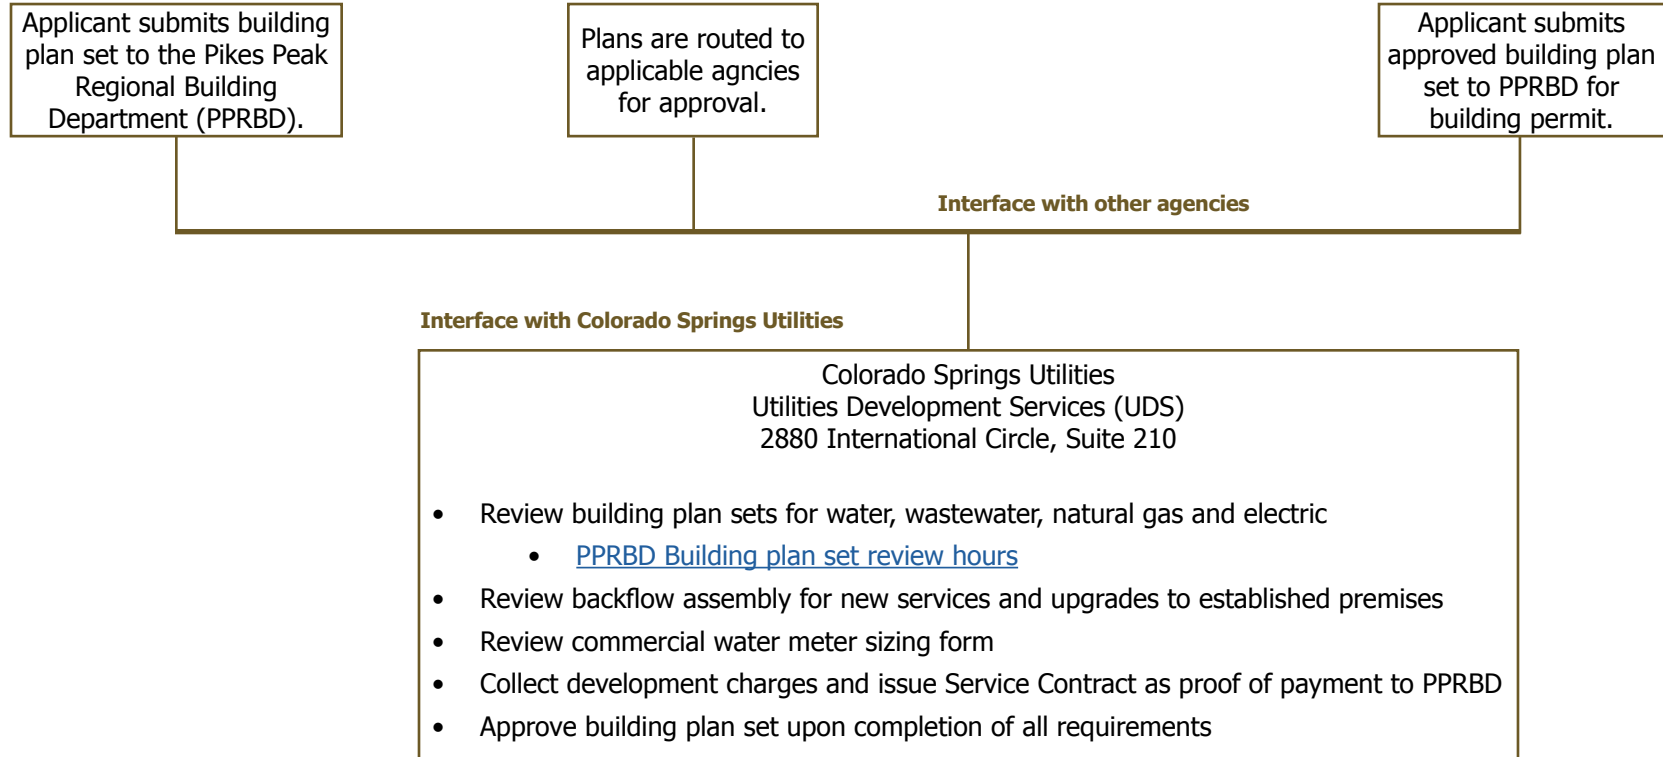 Applicant submits building
plan set to the Pikes Peak
Regional Building
Department (PPRBD).
Plans are routed to
applicable agncies
for approval.
Applicant submits
approved building plan
set to PPRBD for
building permit.
Interface with other agencies
Interface with Colorado Springs Utilities
Colorado Springs Utilities
Utilities Development Services (UDS)
2880 International Circle, Suite 210
• Review building plan sets for water, wastewater, natural gas and electric
• PPRBD Building plan set review hours
• Review backflow assembly for new services and upgrades to established premises
• Review commercial water meter sizing form
• Collect development charges and issue Service Contract as proof of payment to PPRBD
• Approve building plan set upon completion of all requirements